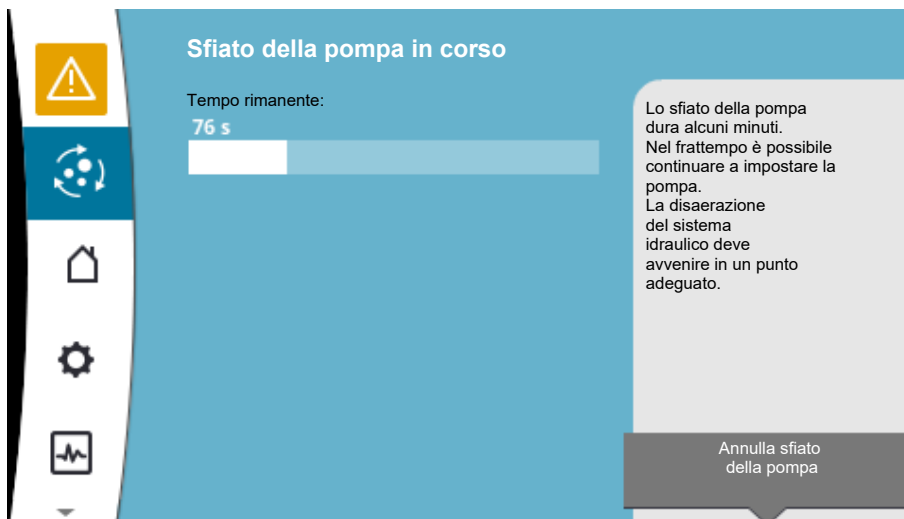 Sfiato della pompa in corso
Tempo rimanente:
76 s
Lo sfiato della pompa
dura alcuni minuti.
Nel frattempo è possibile
continuare a impostare la
pompa.
La disaerazione
del sistema
idraulico deve
avvenire in un punto
adeguato.
Annulla sfiato
della pompa